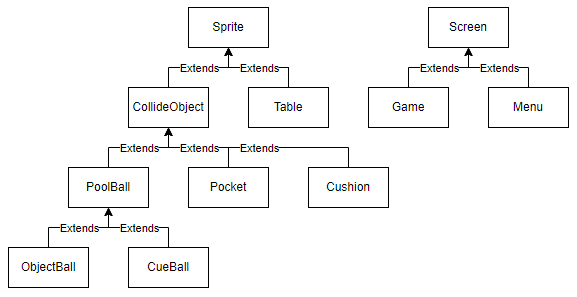 Sprite
Screen
Extends
Extends
Extends
Extends
CollideObject
Table
Game
Menu
Extends
Extends
Extends
PoolBall
Pocket
Cushion
Extends
Extends
ObjectBall
CueBall